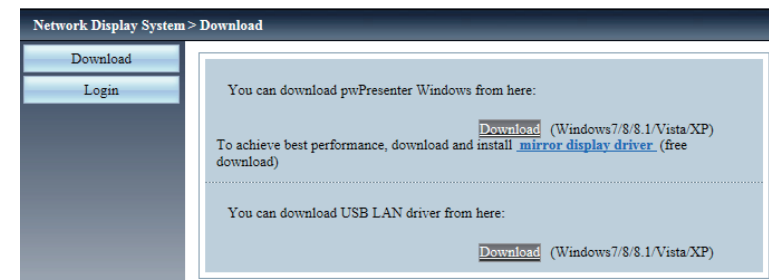 Network Display System > Download
Download
Login
You can download pwPresenter Windows from here:
Download (Windows7/8/8.1/Vista/XP)
To achieve best performance, download and install mirror display driver (free
download)
You can download USB LAN driver from here:
Download (Windows7/8/8.1/Vista/XP)